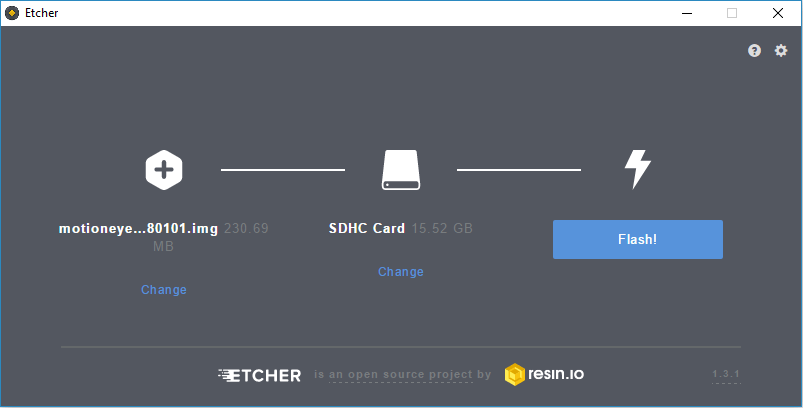 Etcher
motioneye...80101.img 230.69
MB
Change
SDHC Card 15.52 GB
Change
Flash!
ETCHER is an open source project by resin.io 1.3.1